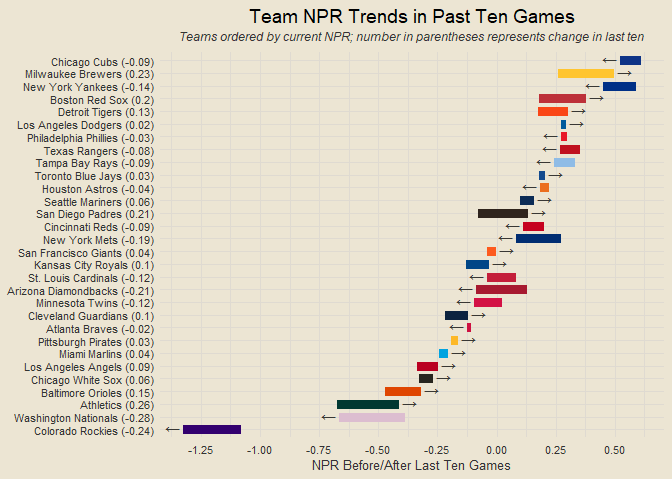 Team NPR Trends in Past Ten Games
Teams ordered by current NPR; number in parentheses represents change in last ten
Chicago Cubs (-0.09)
Milwaukee Brewers (0.23)
New York Yankees (-0.14)
Boston Red Sox (0.2)
Detroit Tigers (0.13)
Los Angeles Dodgers (0.02)
Philadelphia Phillies (-0.03)
Texas Rangers (-0.08)
Tampa Bay Rays (-0.09)
Toronto Blue Jays (0.03)
Houston Astros (-0.04)
Seattle Mariners (0.06)
San Diego Padres (0.21)
Cincinnati Reds (-0.09)
New York Mets (-0.19)
San Francisco Giants (0.04)
Kansas City Royals (0.1)
St. Louis Cardinals (-0.12)
Arizona Diamondbacks (-0.21)
Minnesota Twins (-0.12)
Cleveland Guardians (0.1)
Atlanta Braves (-0.02)
Pittsburgh Pirates (0.03)
Miami Marlins (0.04)
Los Angeles Angels (0.09)
Chicago White Sox (0.06)
Baltimore Orioles (0.15)
Athletics (0.26)
Washington Nationals (-0.28)
Colorado Rockies (-0.24)
-1.25 -1.00 -0.75 -0.50 -0.25 0.00 0.25 0.50
NPR Before/After Last Ten Games